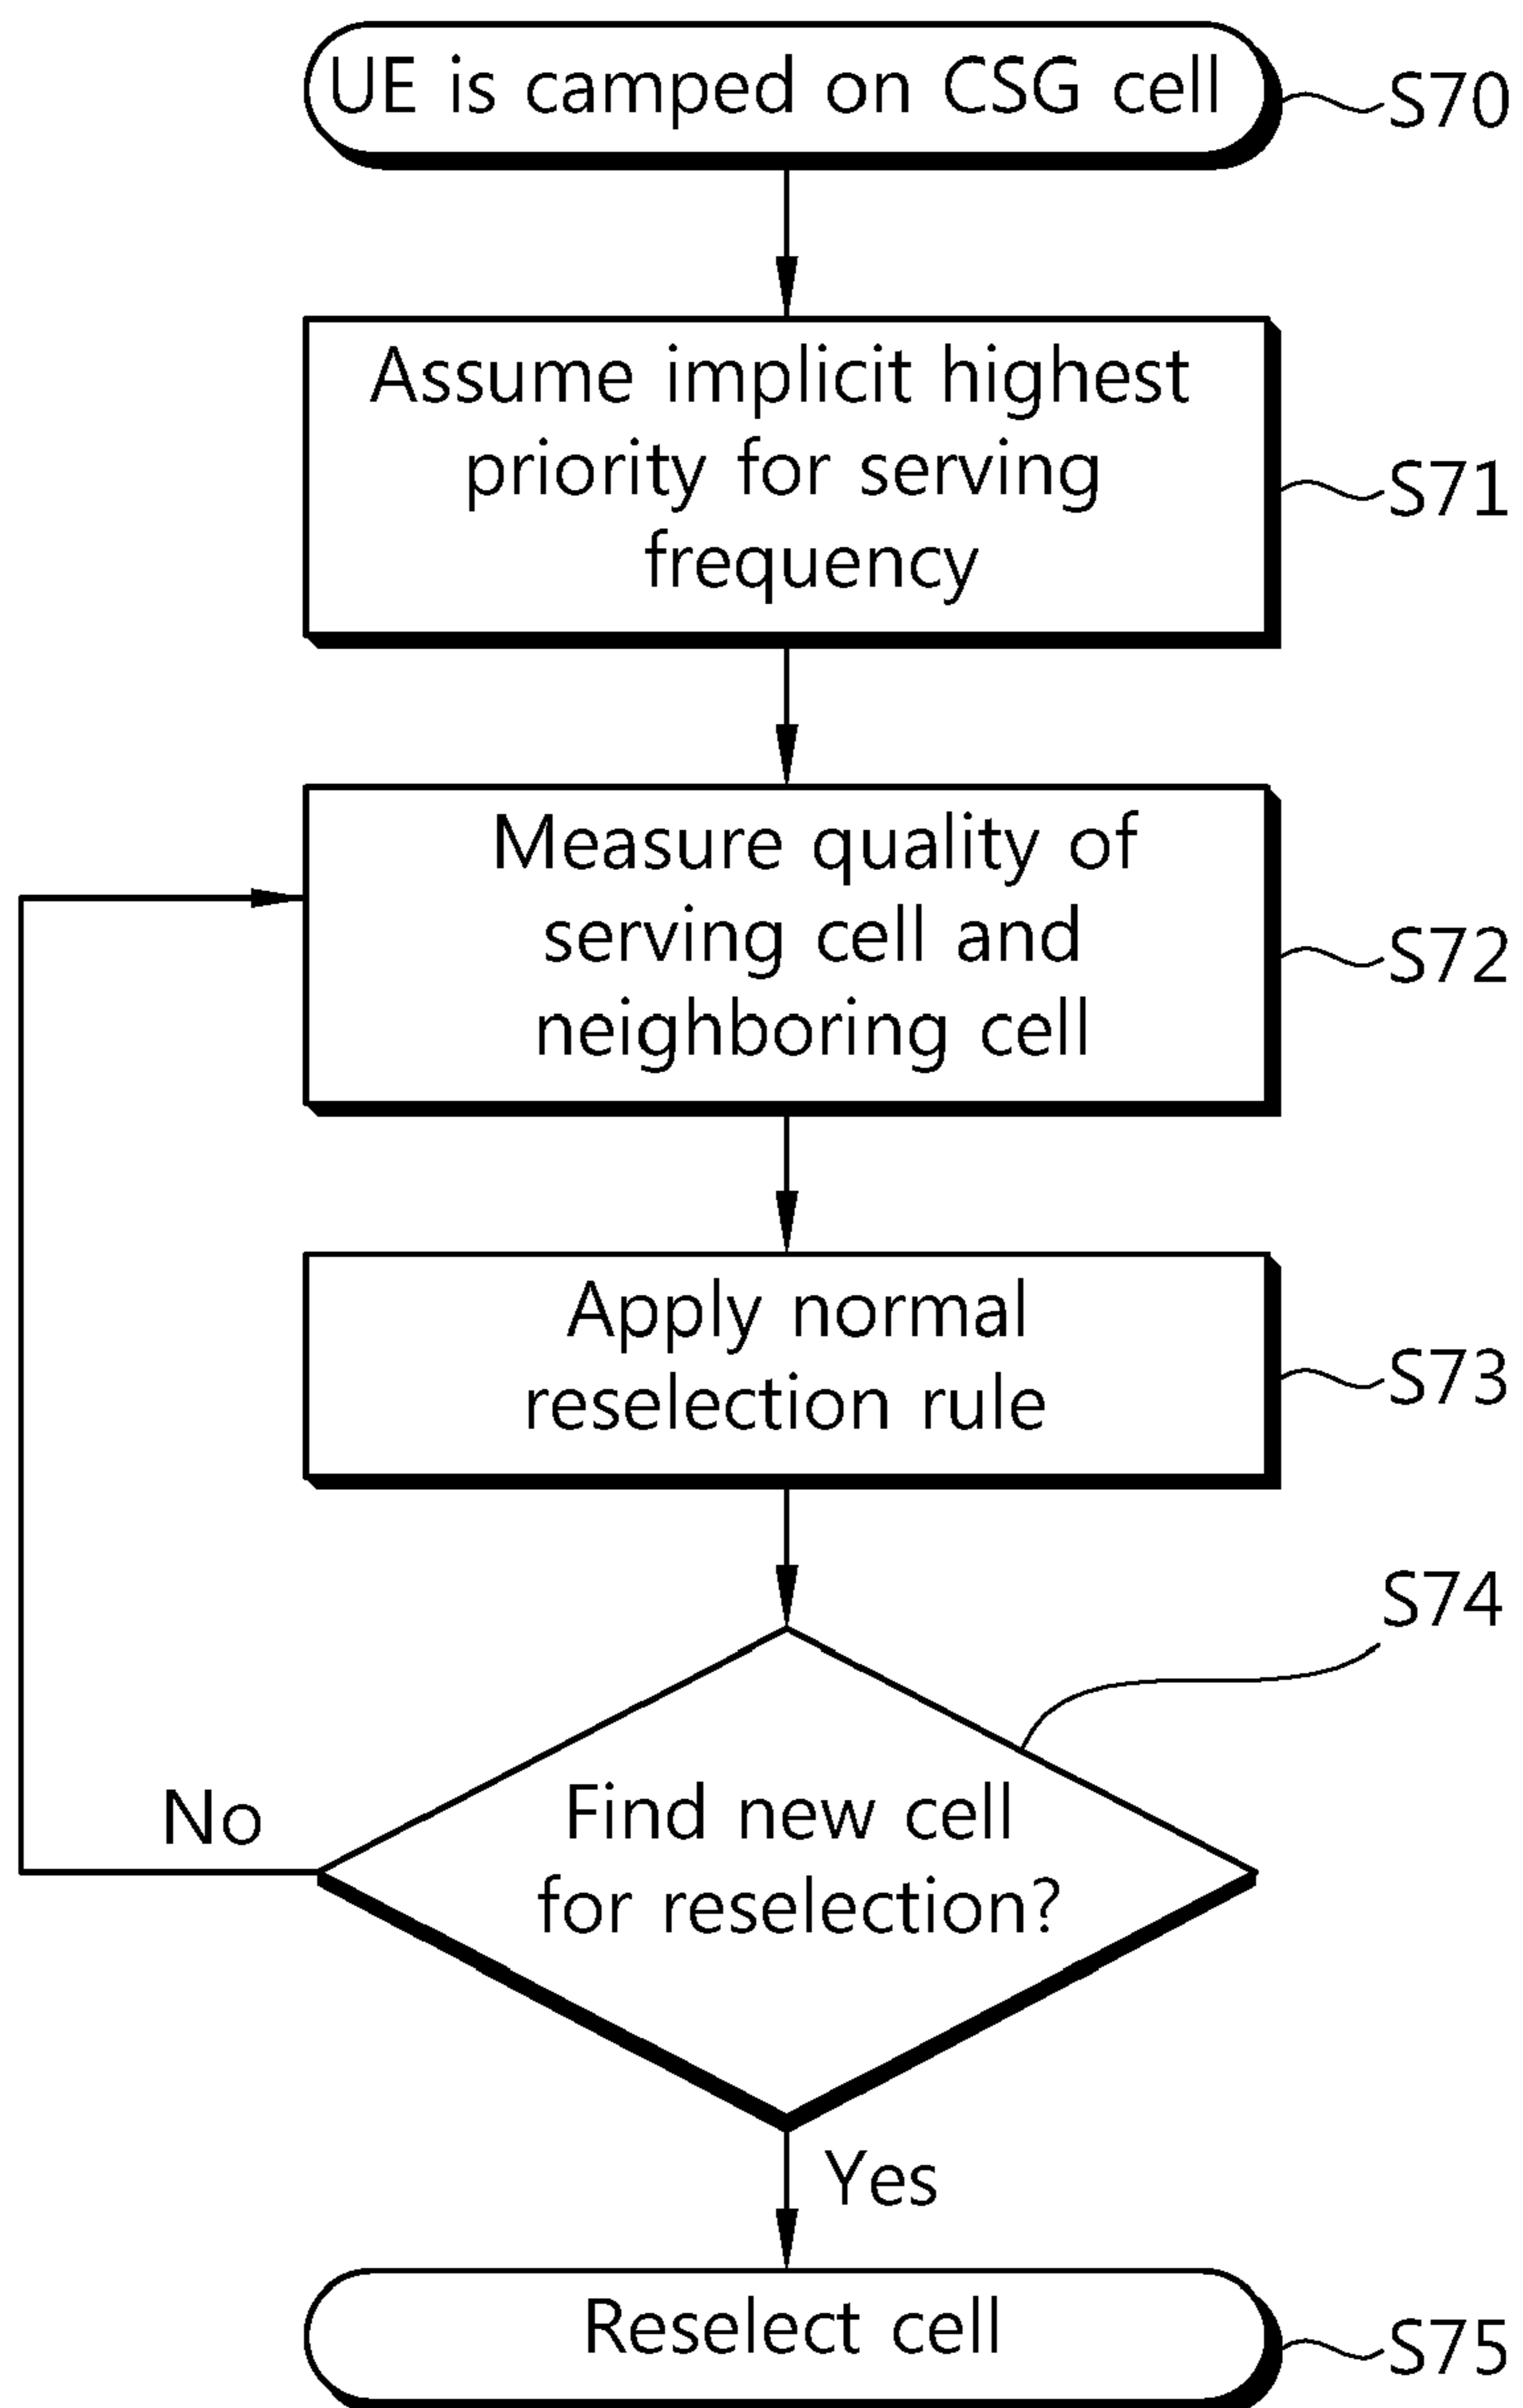 UE is camped on CSG cell
S70
Assume implicit highest
priority for serving
frequency
S71
Measure quality of
serving cell and
neighboring cell
S72
Apply normal
reselection rule
S73
S74
Find new cell
for reselection?
No
Yes
Reselect cell
S75